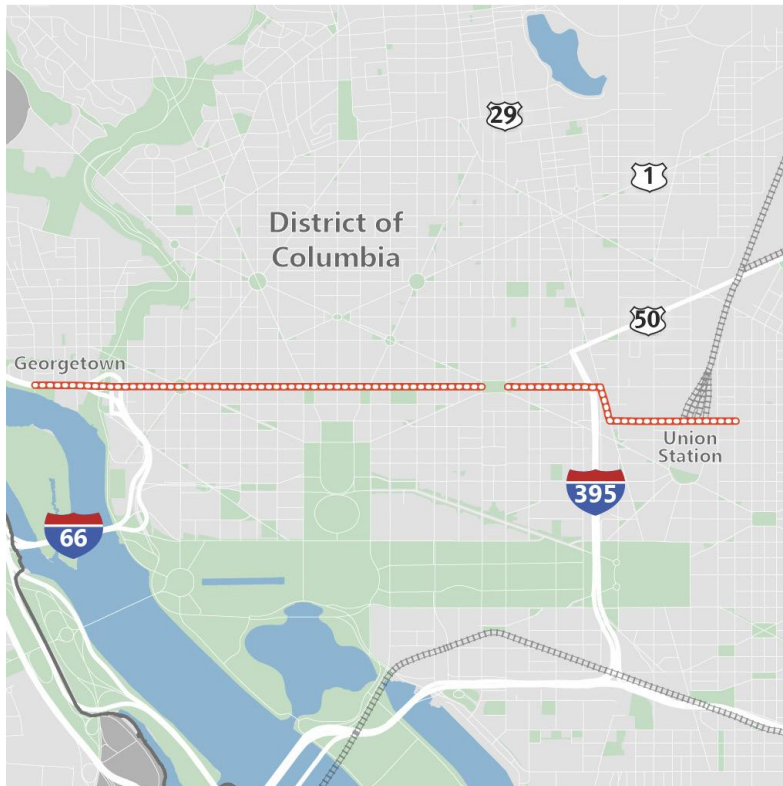 29
1
District of
Columbia
50
Georgetown
Union
Station
395
66